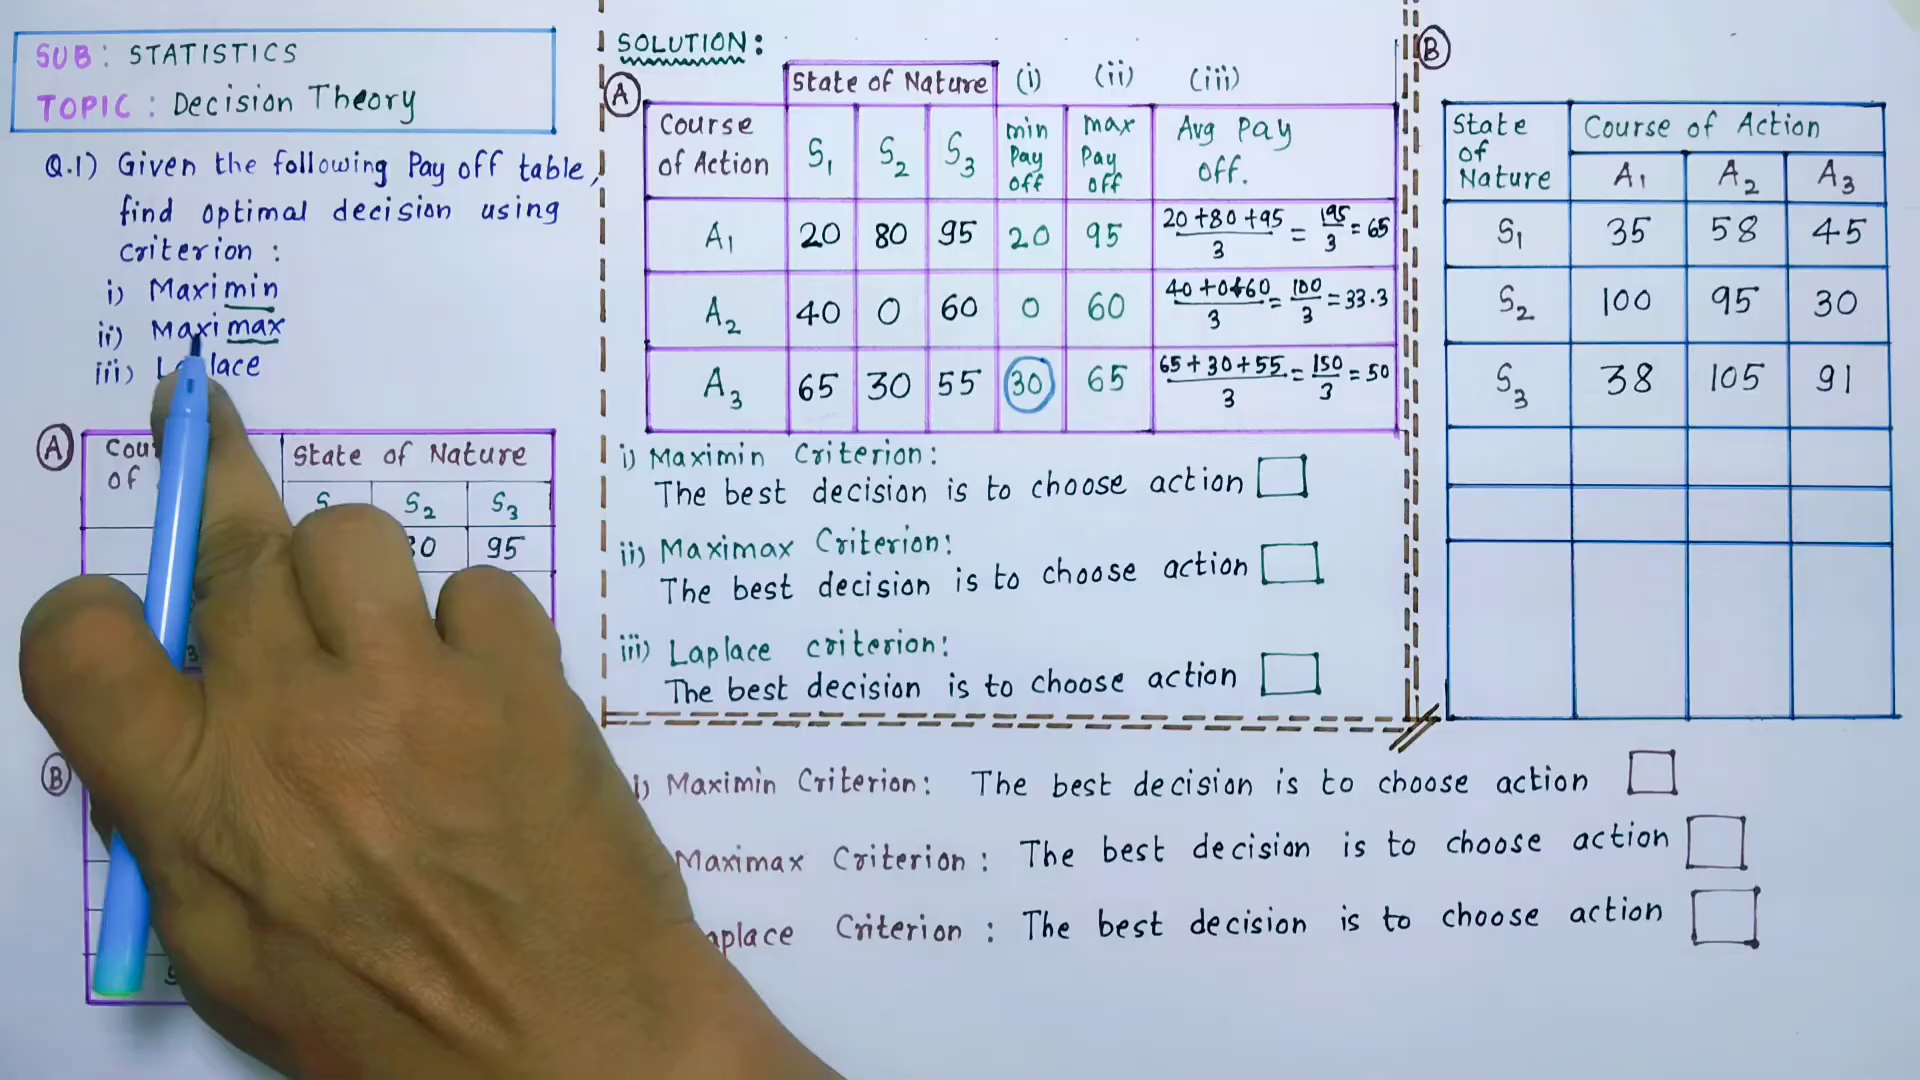 SUB: STATISTICS
TOPIC: Decision Theory
Q.1) Given the following Pay off table,
find optimal decision using
criterion :
i) Maximin
ii) Maximax
iii)
A
of
State of Nature
S2 S3
95
B
SOLUTION:
A
State of Nature (i) (ii) (iii)
Course of Action S1 S2 S3 min Pay off max Pay off Avg Pay off.
A1 20 80 95 20 95 20+80+95/3 = 195/3 = 65
A2 40 0 60 0 60 40+0+60/3 = 100/3 = 33.3
A3 65 30 55 30 65 65+30+55/3 = 150/3 = 50
i) Maximin Criterion:
The best decision is to choose action
ii) Maximax Criterion:
The best decision is to choose action
iii) Laplace criterion:
The best decision is to choose action
B
State of Nature Course of Action
A1 A2 A3
S1 35 58 45
S2 100 95 30
S3 38 105 91
i) Maximin Criterion: The best decision is to choose action
Maximax Criterion: The best decision is to choose action
Criterion: The best decision is to choose action